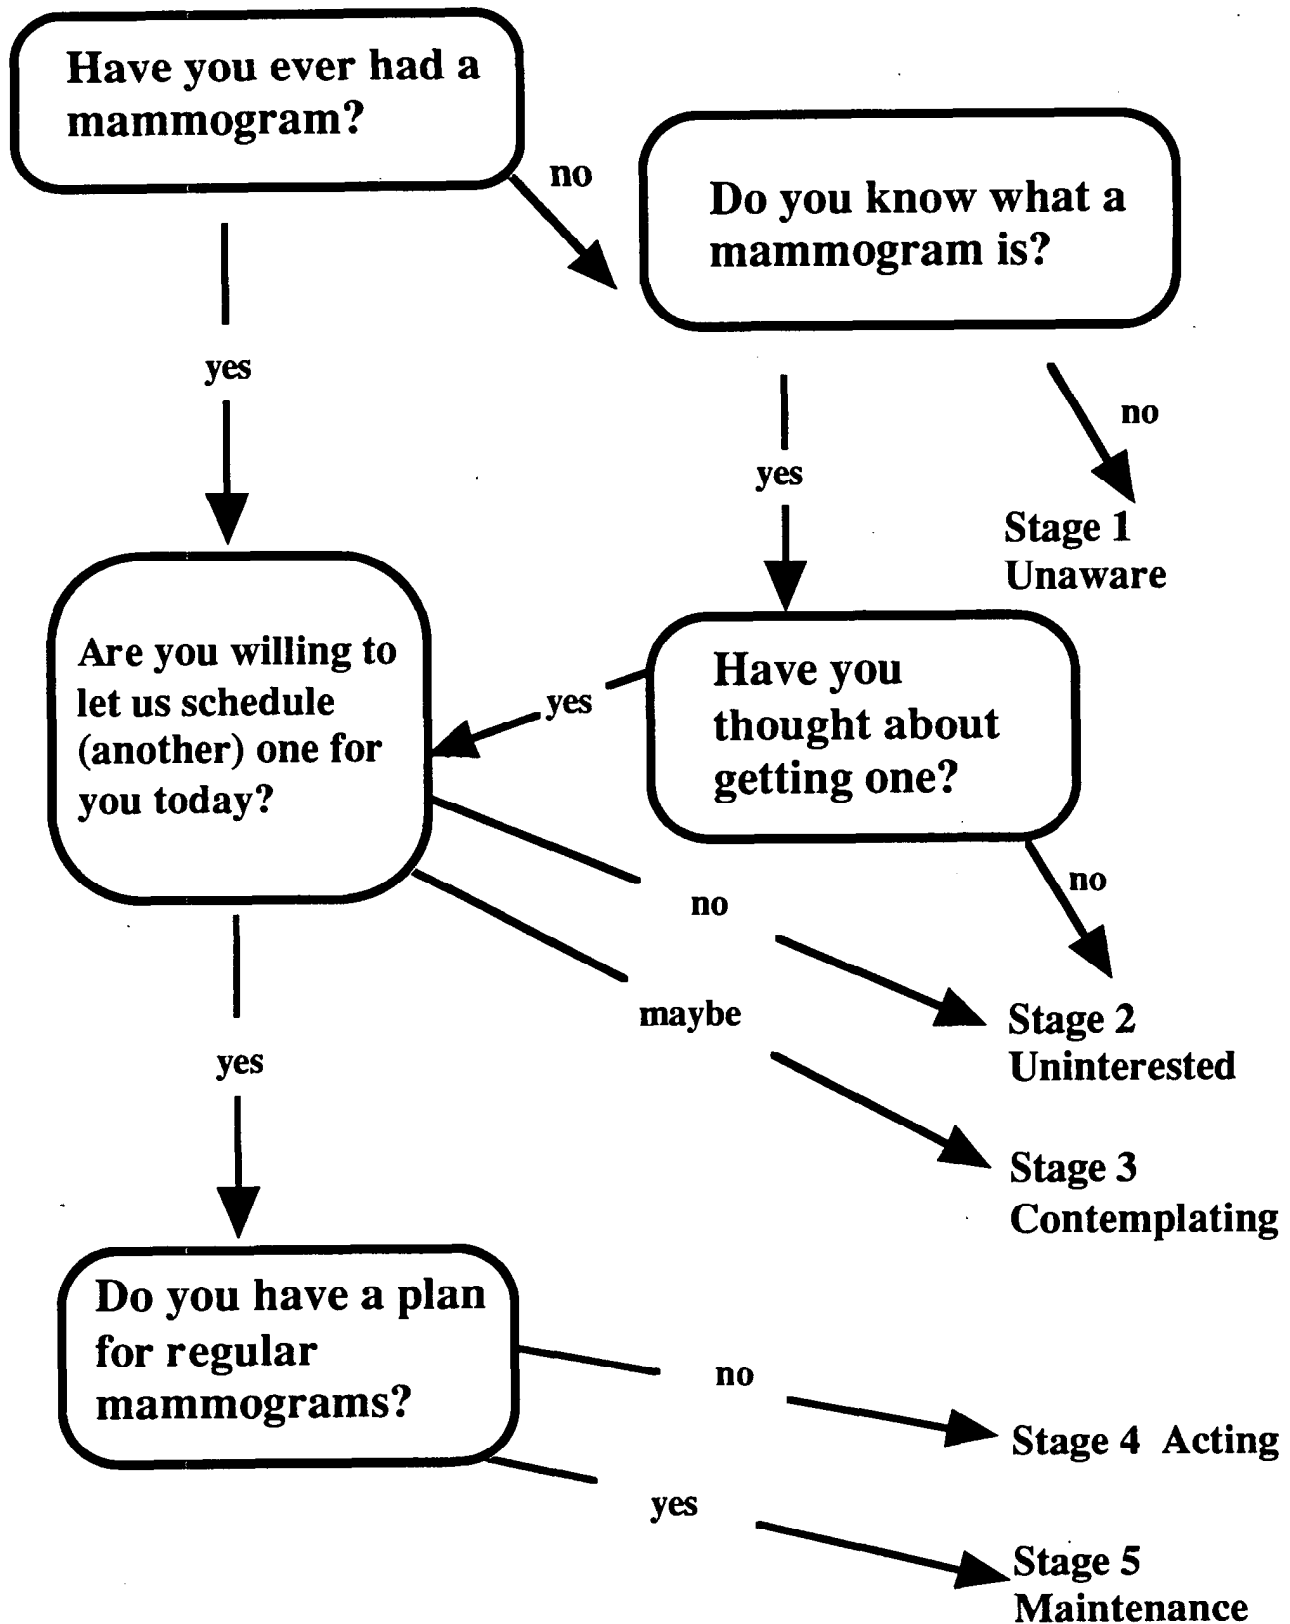 Have you ever had a
mammogram?
no
Do you know what a
mammogram is?
yes
no
yes
Stage 1
Unaware
Are you willing to
let us schedule
(another) one for
you today?
yes
Have you
thought about
getting one?
no
no
maybe
Stage 2
Uninterested
yes
Stage 3
Contemplating
Do you have a plan
for regular
mammograms?
no
Stage 4 Acting
yes
Stage 5
Maintenance